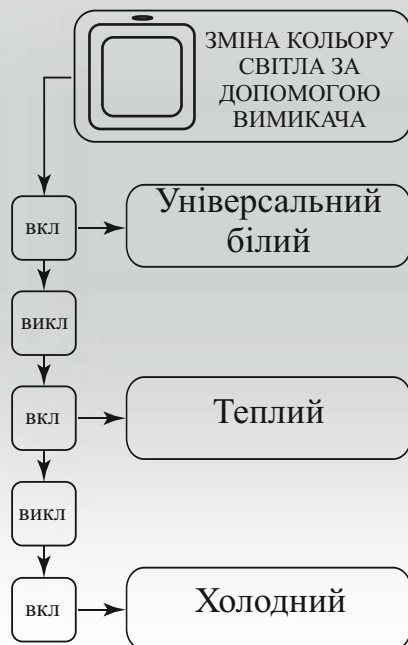 ЗМІНА КОЛЬОРУ
СВІТЛА ЗА
ДОПОМОГОЮ
ВИМИКАЧА
ВКЛ
Універсальний
білий
ВИКЛ
ВКЛ
Теплий
ВИКЛ
ВКЛ
Холодний